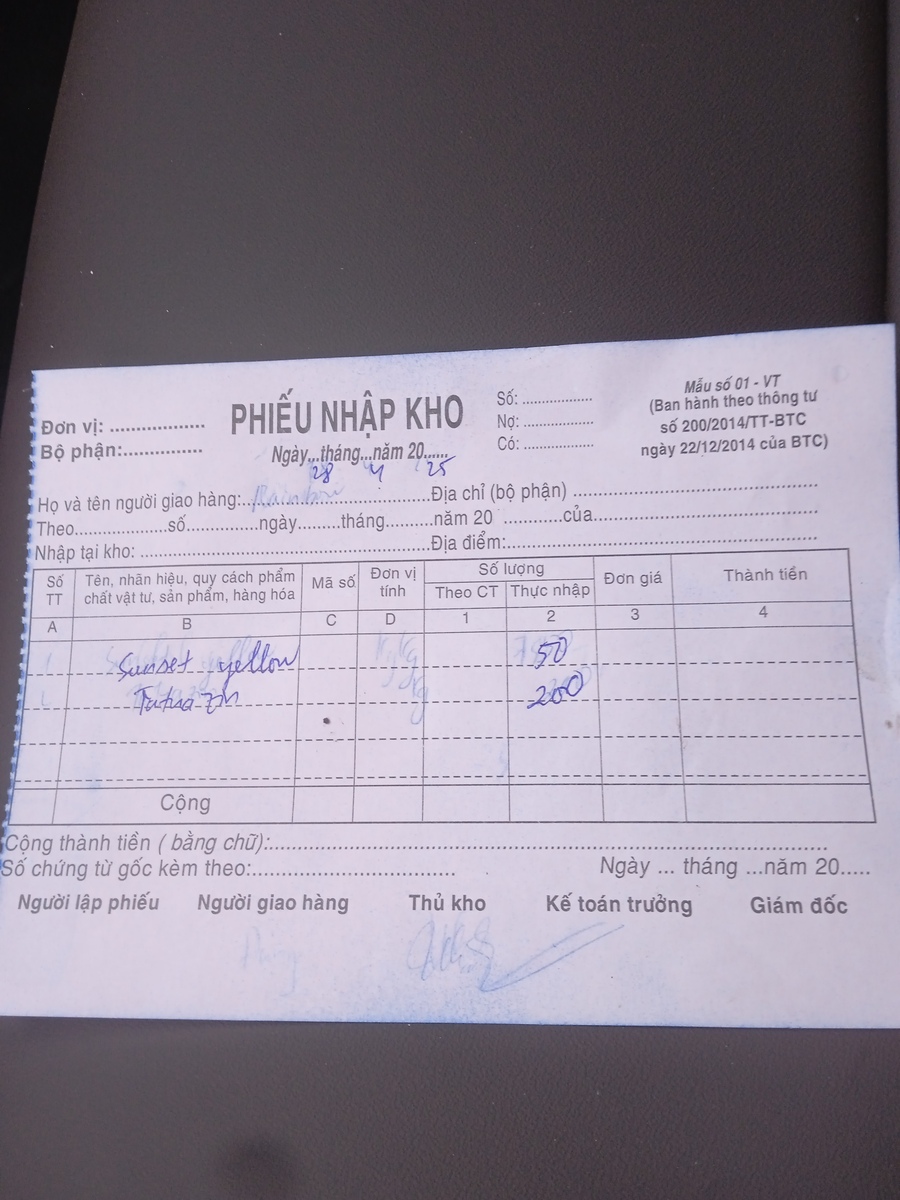 Đơn vị: ..................
PHIẾU NHẬP KHO
Số: ..................
Mẫu số 01 - VT
Bộ phận:...............
Nợ: ..................
(Ban hành theo thông tư
Ngày...tháng...năm 20......
Có: ..................
số 200/2014/TT-BTC
ngày 22/12/2014 của BTC)
28 4 25
Họ và tên người giao hàng:... Rainbow ...Địa chỉ (bộ phận) ..................
Theo..................số..............ngày.........tháng..........năm 20 ............của..................
Nhập tại kho: ..................Địa điểm:..................
Số TT
Tên, nhãn hiệu, quy cách phẩm chất vật tư, sản phẩm, hàng hóa
Mã số
Đơn vị tính
Số lượng
Theo CT
Thực nhập
Đơn giá
Thành tiền
A B C D 1 2 3 4
1 Sunset yellow Kg 50
Kg 200
Cộng
Cộng thành tiền ( bằng chữ):..................
Số chứng từ gốc kèm theo:..................
Ngày ... tháng ...năm 20.....
Người lập phiếu Người giao hàng Thủ kho Kế toán trưởng Giám đốc